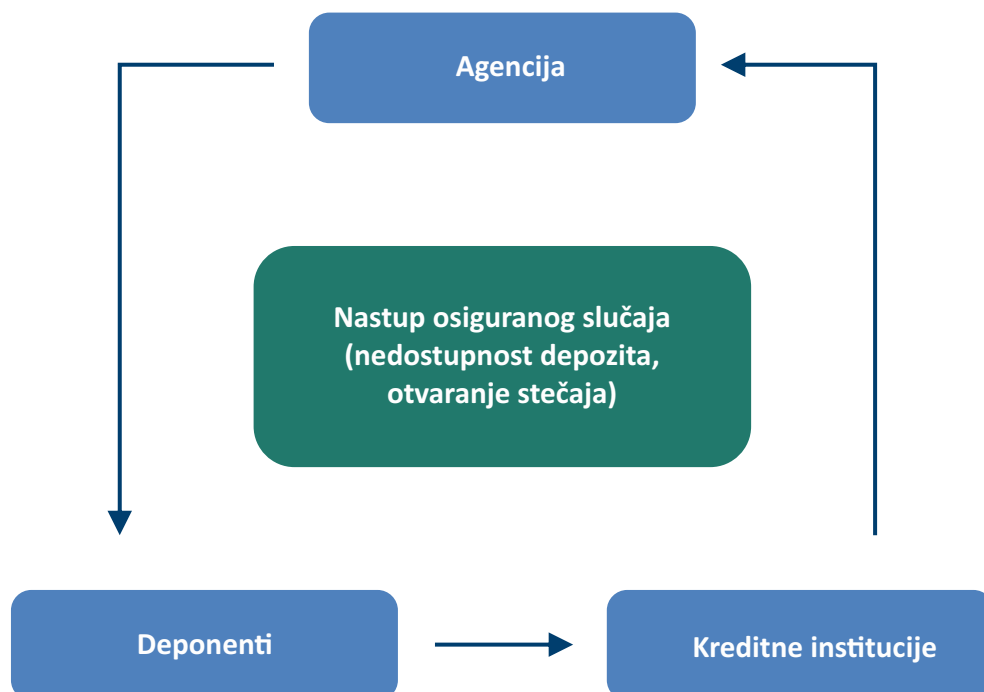 Agencija
Nastup osiguranog slučaja
(nedostupnost depozita,
otvaranje stečaja)
Deponenti
Kreditne institucije